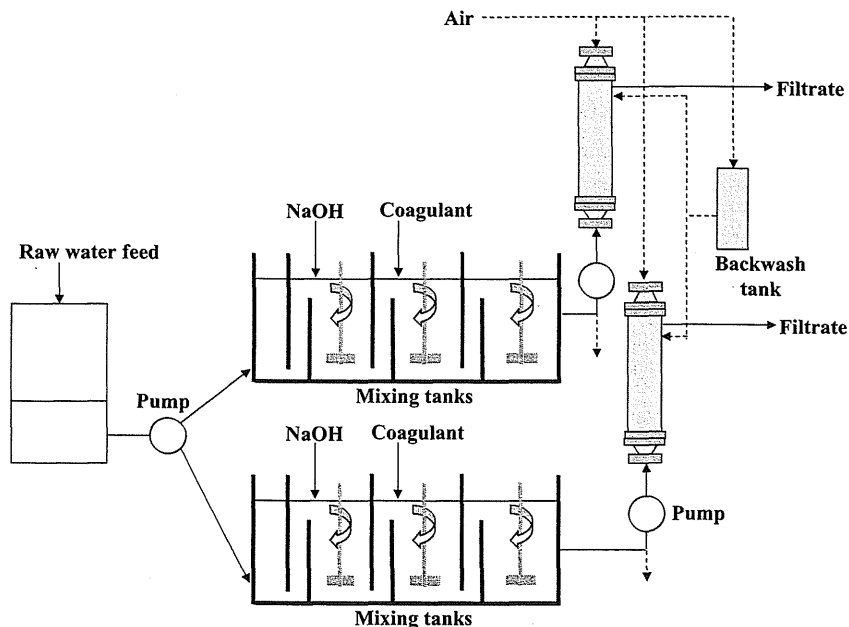 Air
Filtrate
NaOH
Coagulant
Raw water feed
Backwash
tank
Filtrate
Pump
Mixing tanks
NaOH
Coagulant
Pump
Mixing tanks